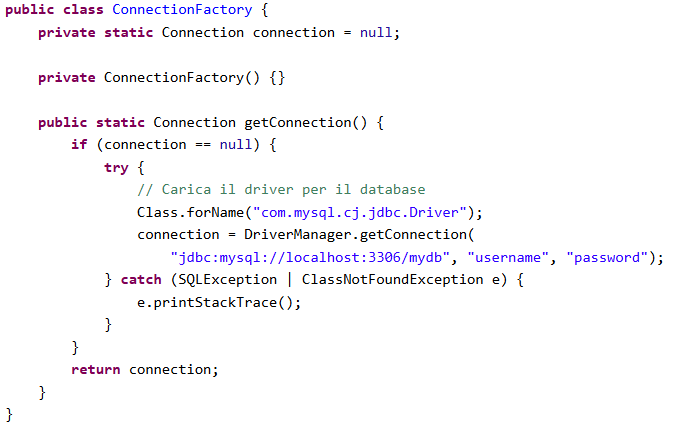 public class ConnectionFactory {
    private static Connection connection = null;

    private ConnectionFactory() {}

    public static Connection getConnection() {
        if (connection == null) {
            try {
                // Carica il driver per il database
                Class.forName("com.mysql.cj.jdbc.Driver");
                connection = DriverManager.getConnection(
                    "jdbc:mysql://localhost:3306/mydb", "username", "password");
            } catch (SQLException | ClassNotFoundException e) {
                e.printStackTrace();
            }
        }
        return connection;
    }
}